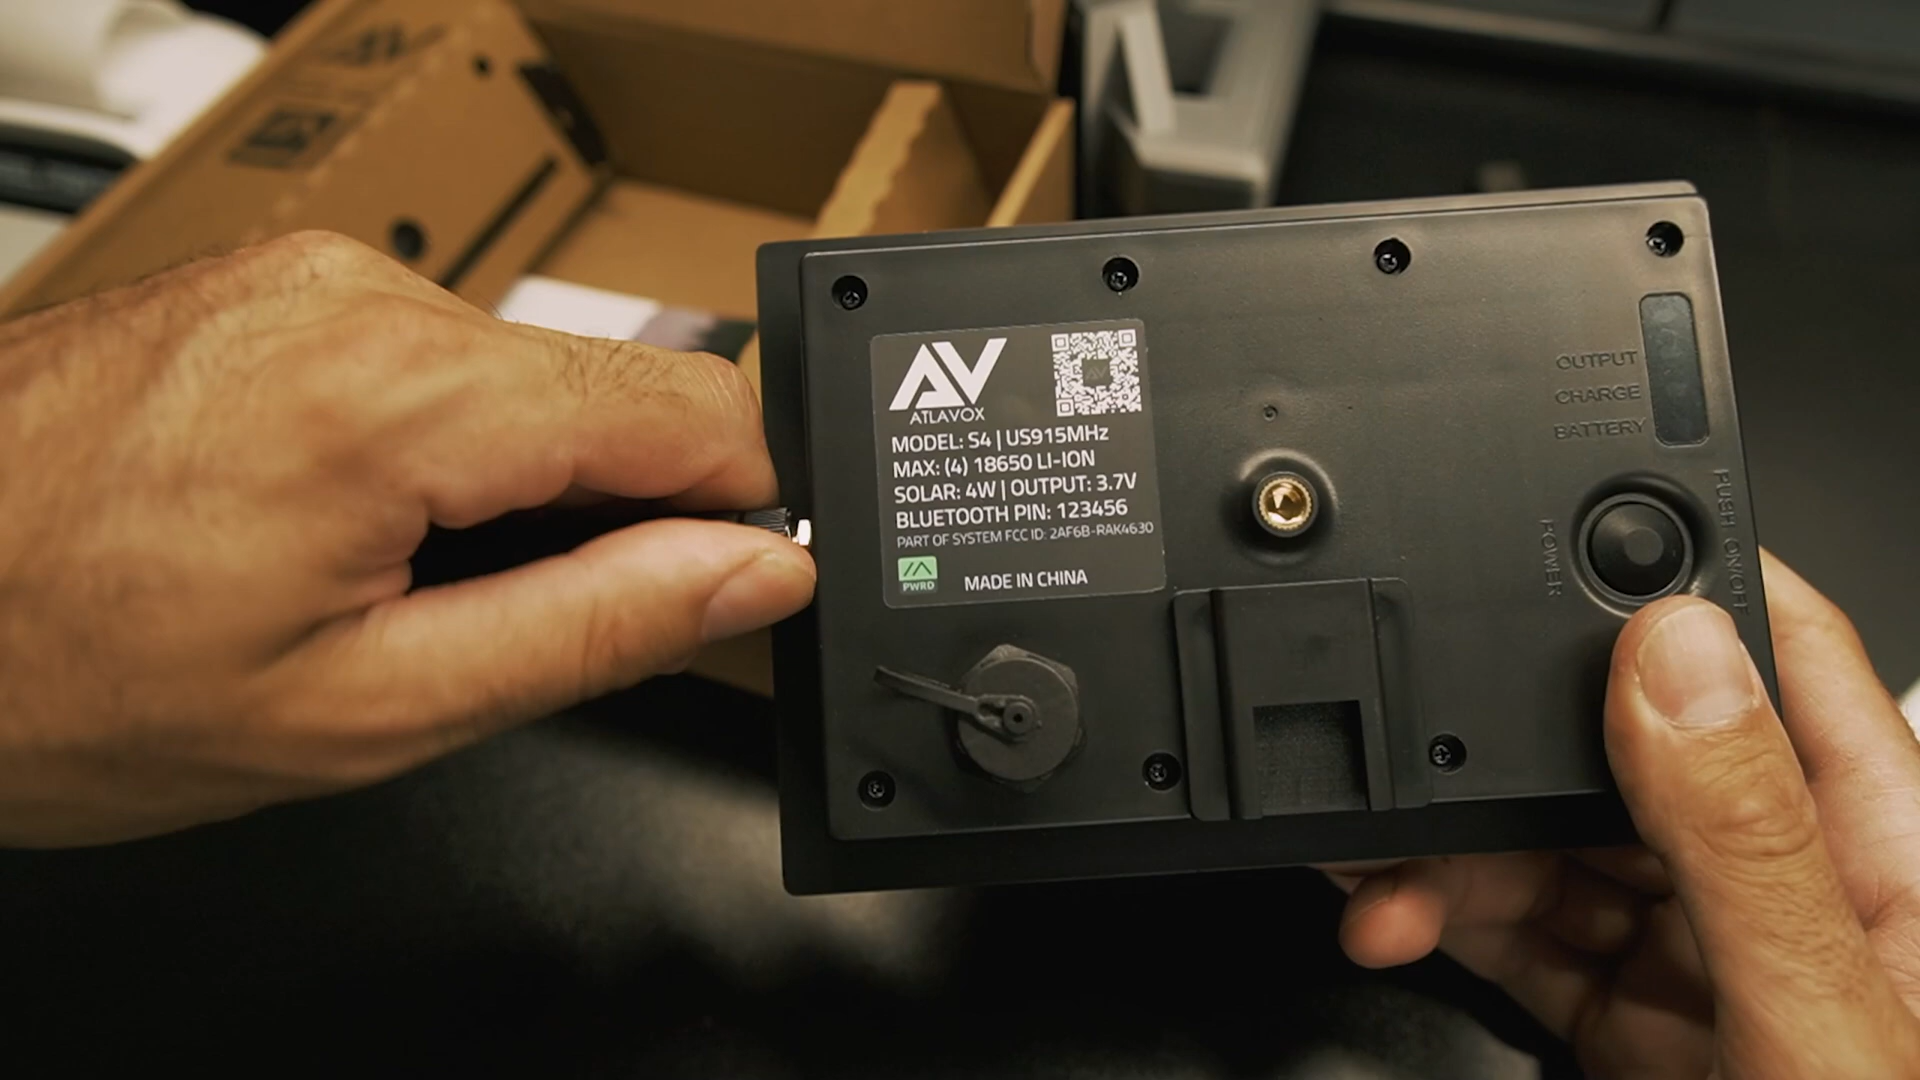 AV
ATLAVOX
MODEL: S4 | US915MHz
MAX: (4) 18650 LI-ION
SOLAR: 4W | OUTPUT: 3.7V
BLUETOOTH PIN: 123456
PART OF SYSTEM FCC ID: 2AF6B-RAK4630
PWRD
MADE IN CHINA
OUTPUT
CHARGE
BATTERY
POWER
PUSH ON/OFF